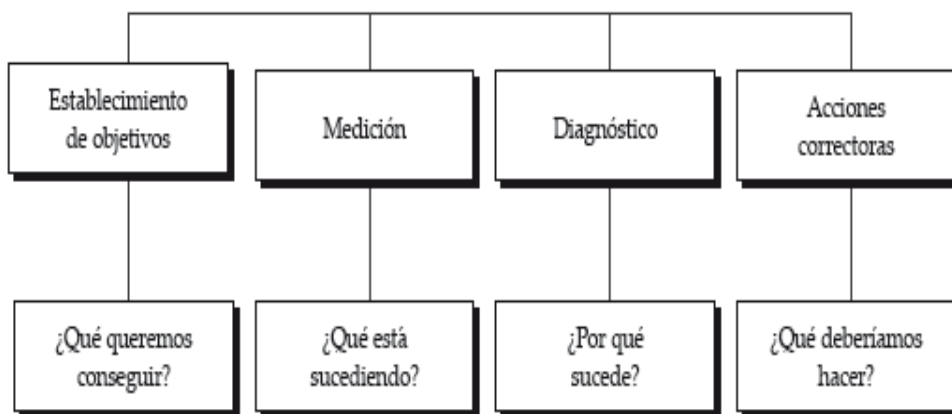 Establecimiento
de objetivos
Medición
Diagnóstico
Acciones
correctoras
¿Qué queremos
conseguir?
¿Qué está
sucediendo?
¿Por qué
sucede?
¿Qué deberíamos
hacer?